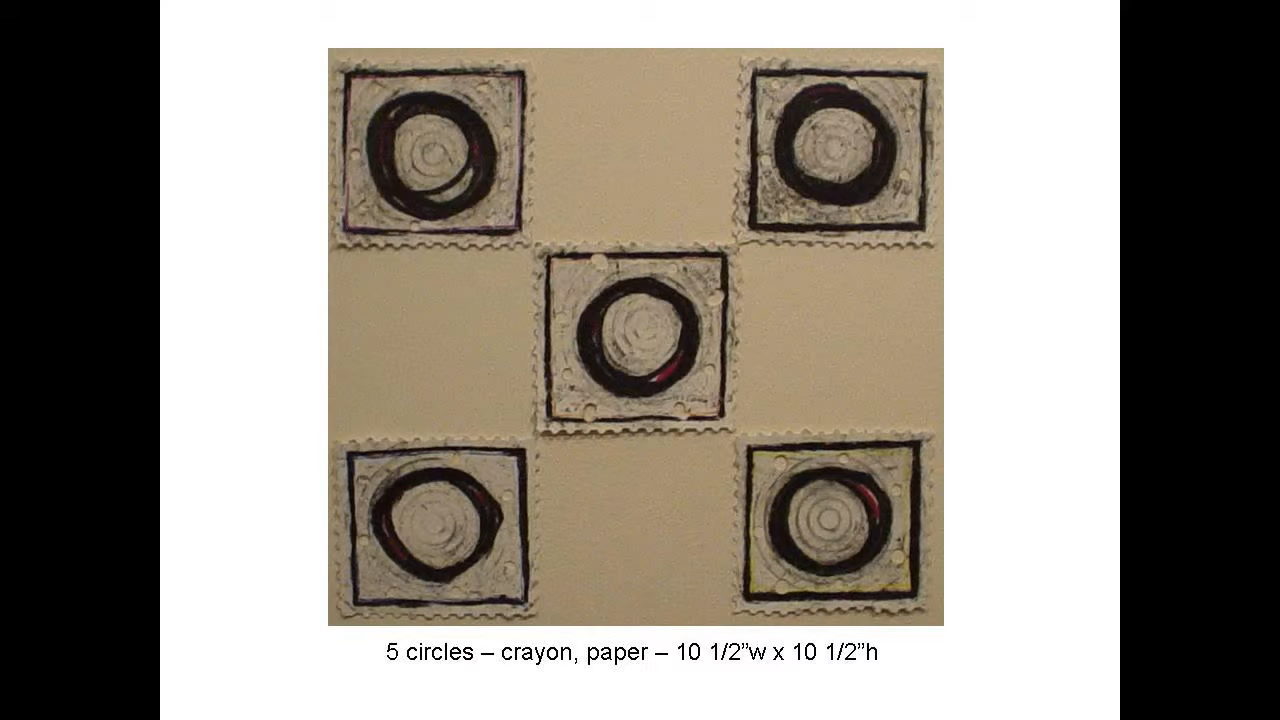 5 circles – crayon, paper – 10 1/2”w x 10 1/2”h